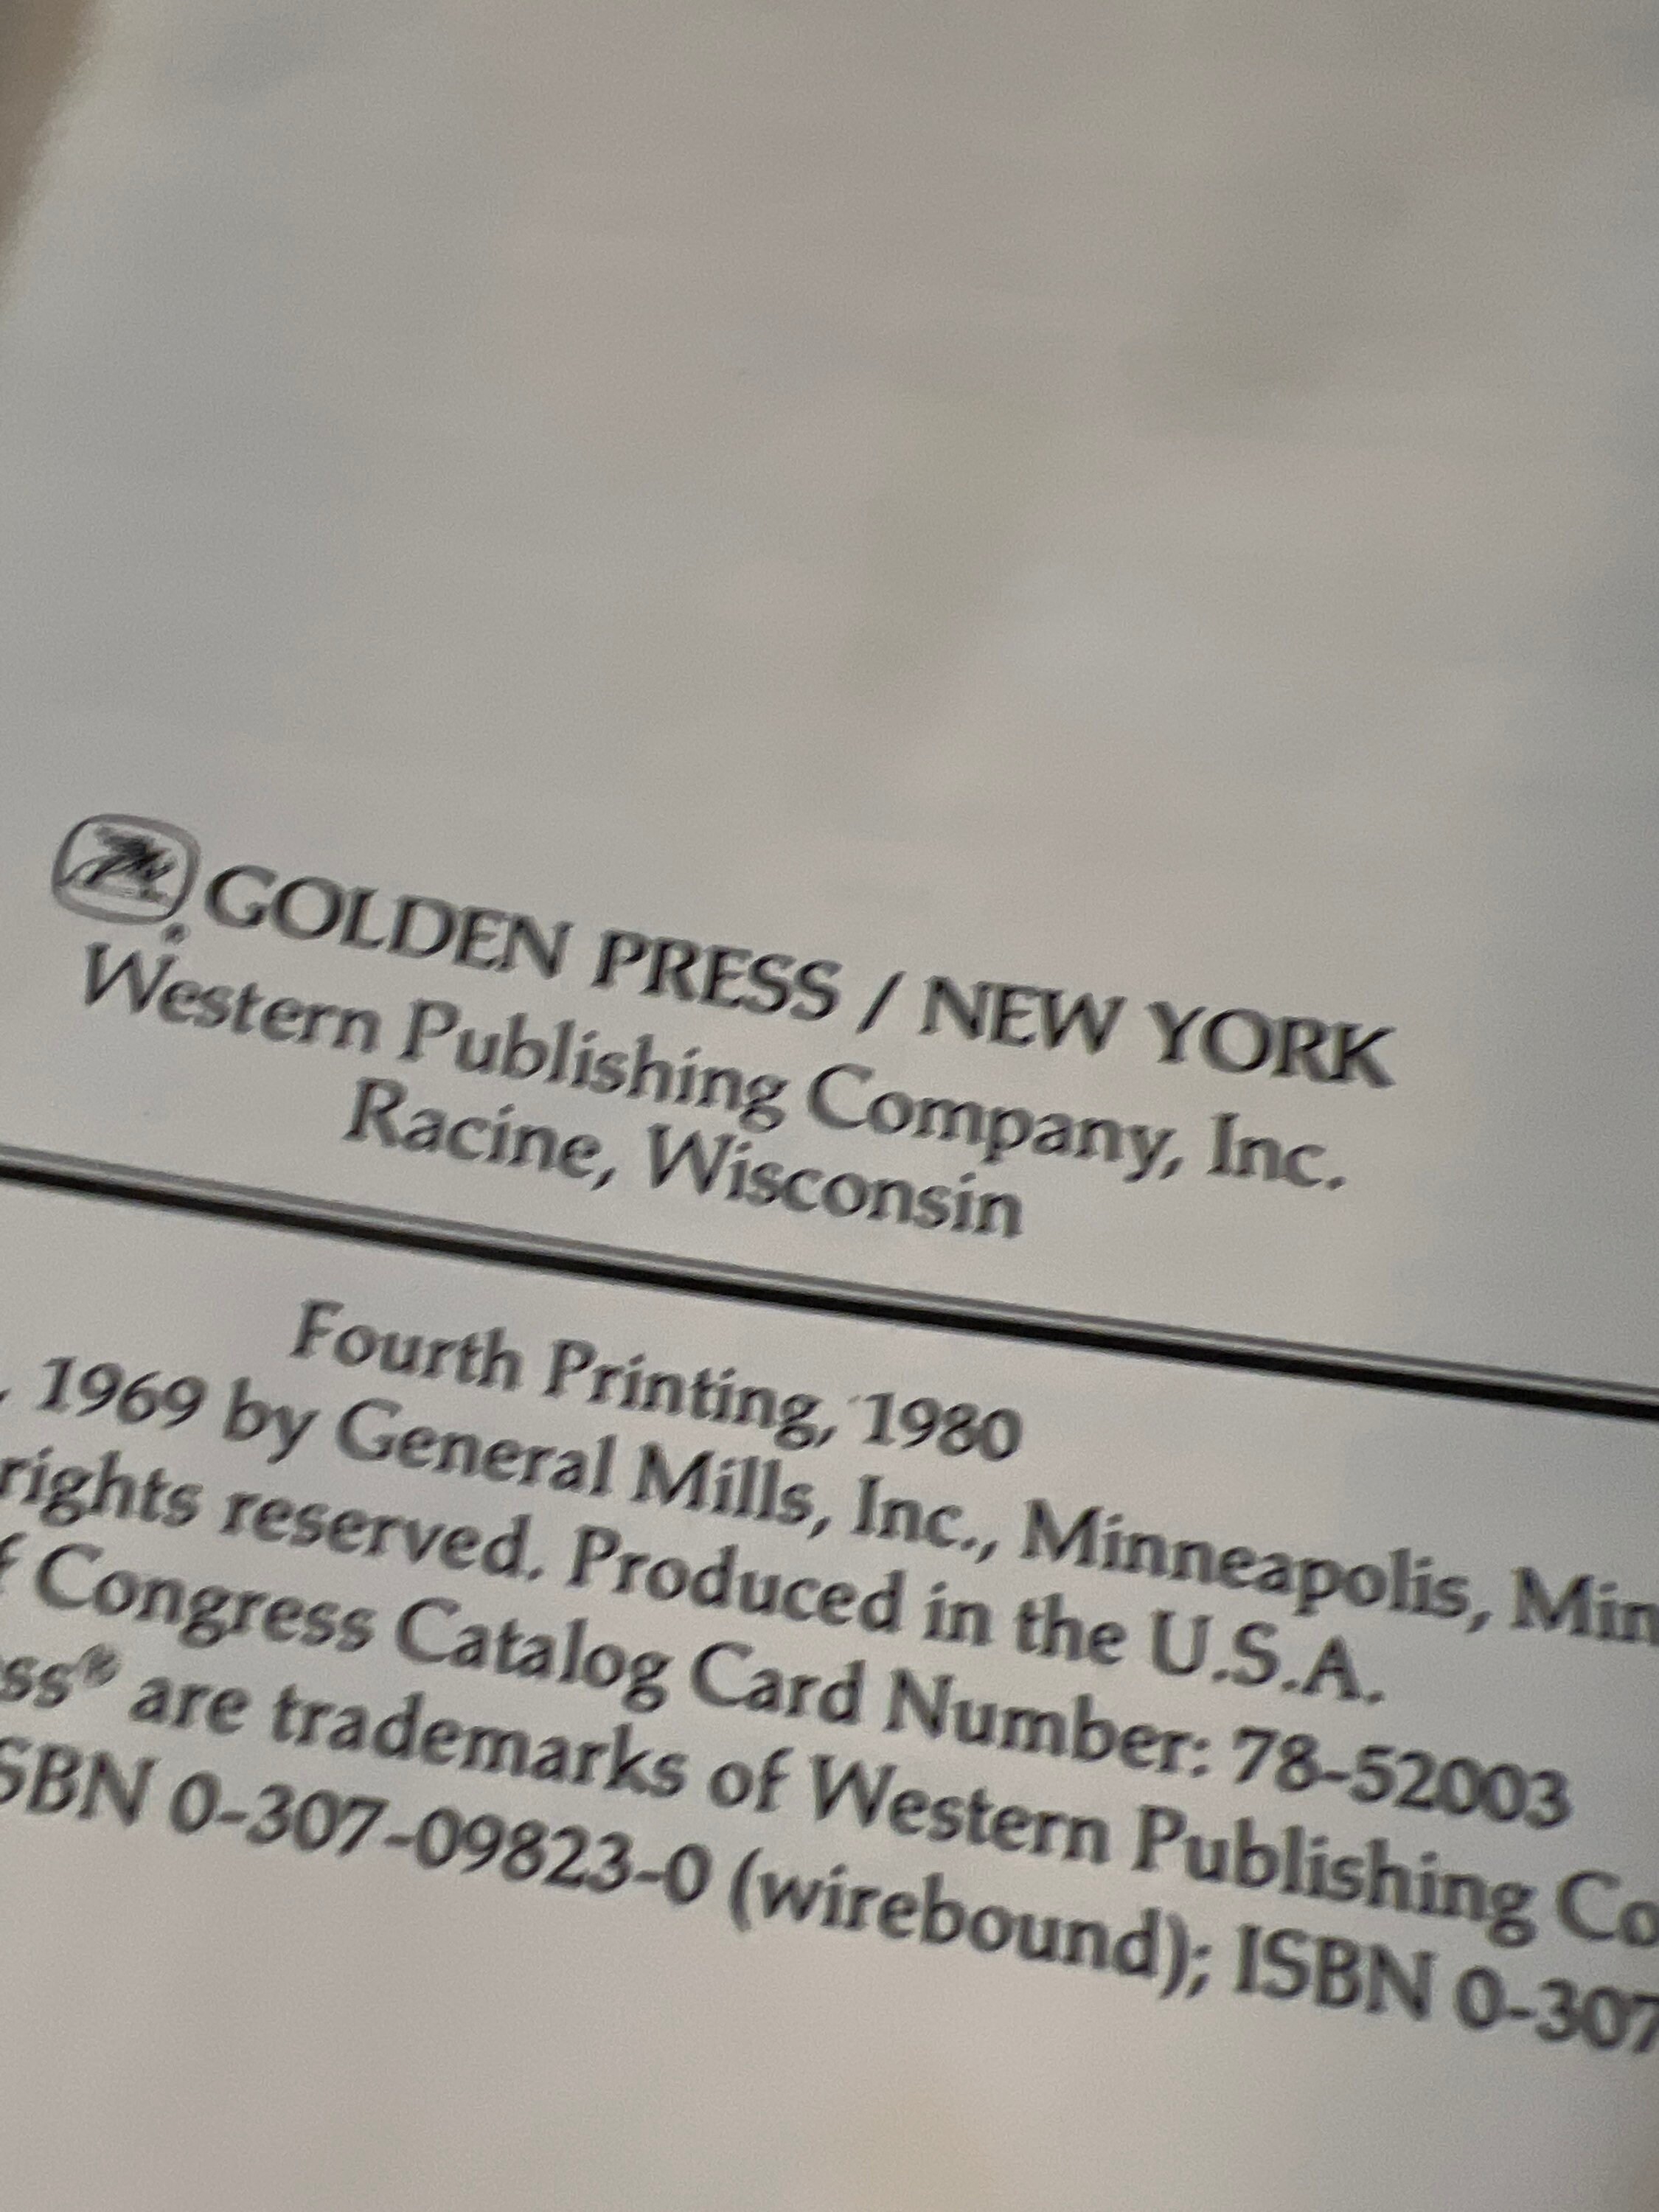 GOLDEN PRESS / NEW YORK
Western Publishing Company, Inc.
Racine, Wisconsin
Fourth Printing, 1980
, 1969 by General Mills, Inc., Minneapolis, Min
rights reserved. Produced in the U.S.A.
f Congress Catalog Card Number: 78-52003
ss® are trademarks of Western Publishing Co
SBN 0-307-09823-0 (wirebound); ISBN 0-307